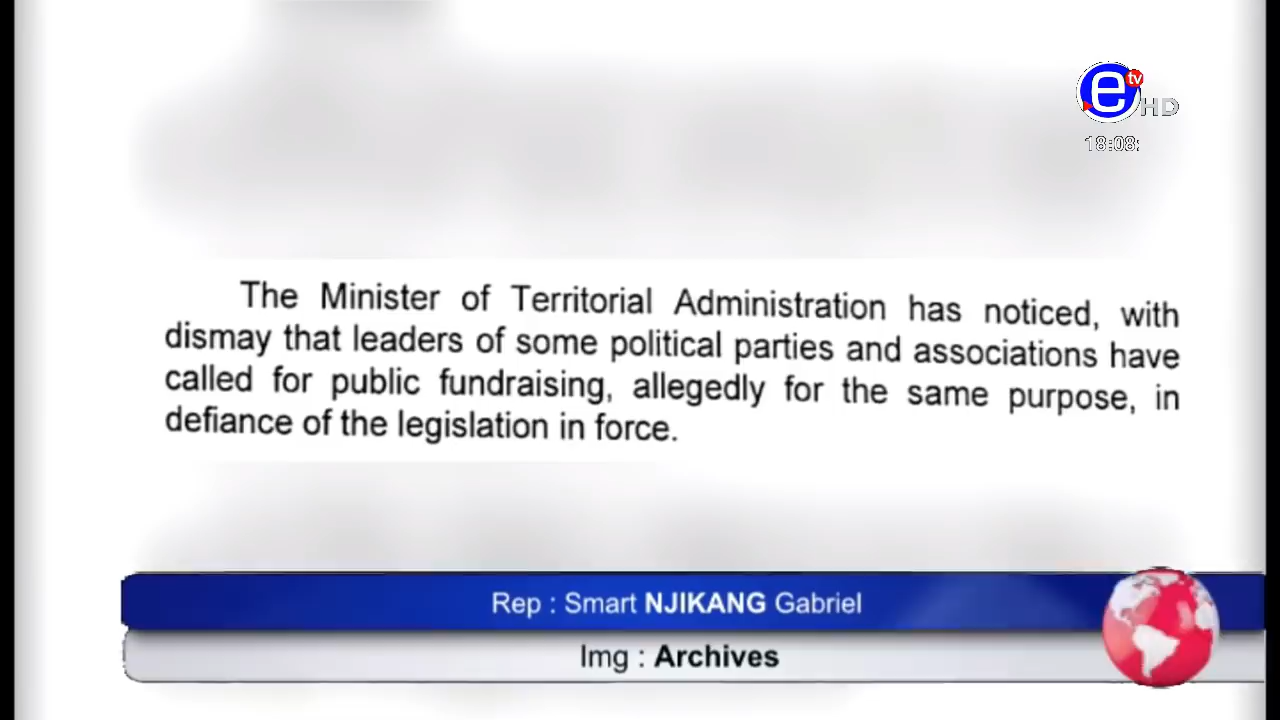 e tv
HD
18:08:
The Minister of Territorial Administration has noticed, with
dismay that leaders of some political parties and associations have
called for public fundraising, allegedly for the same purpose, in
defiance of the legislation in force.
Rep : Smart NJIKANG Gabriel
Img : Archives